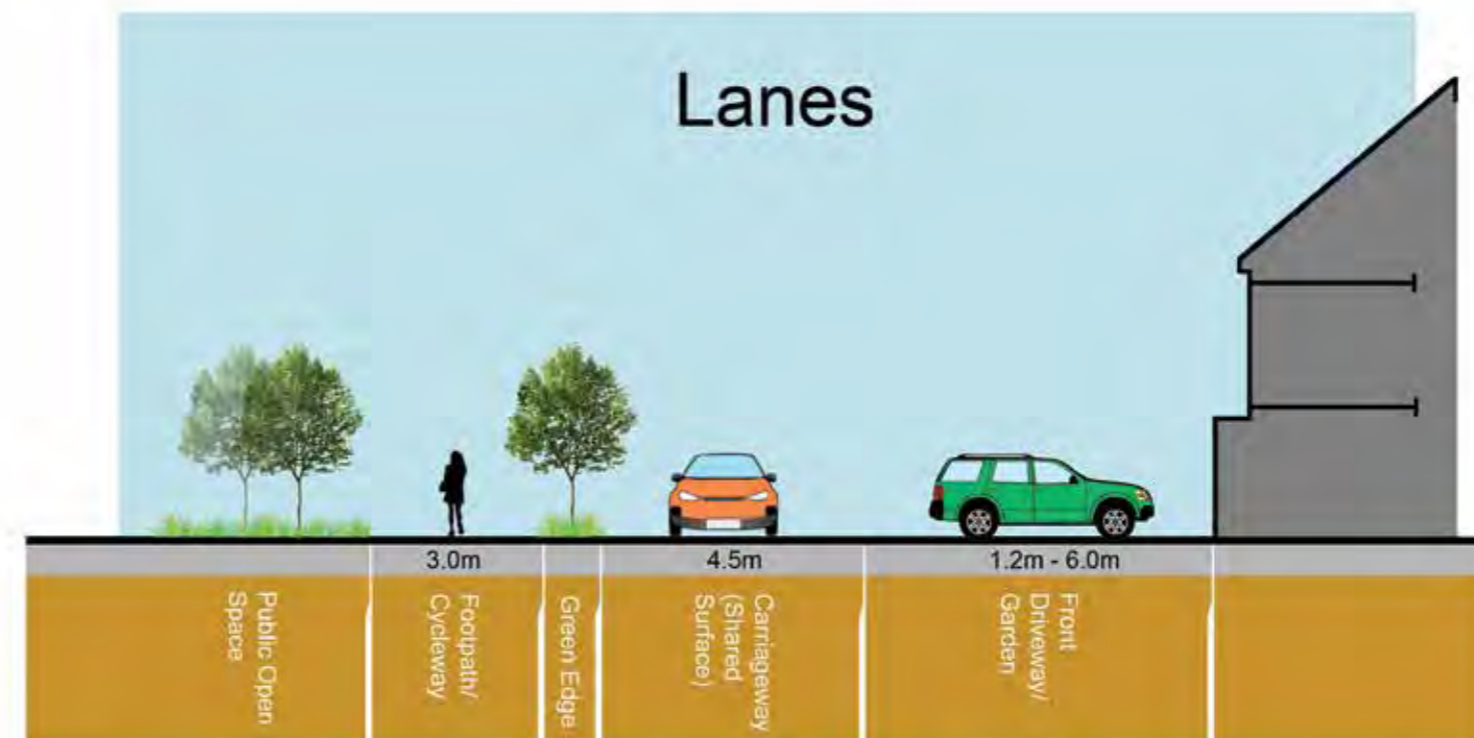 Lanes
3.0m
4.5m
1.2m - 6.0m
Public Open
Space
Footpath/
Cycleway
Green Edge
Carriageway
(Shared
Surface)
Front
Driveway/
Garden